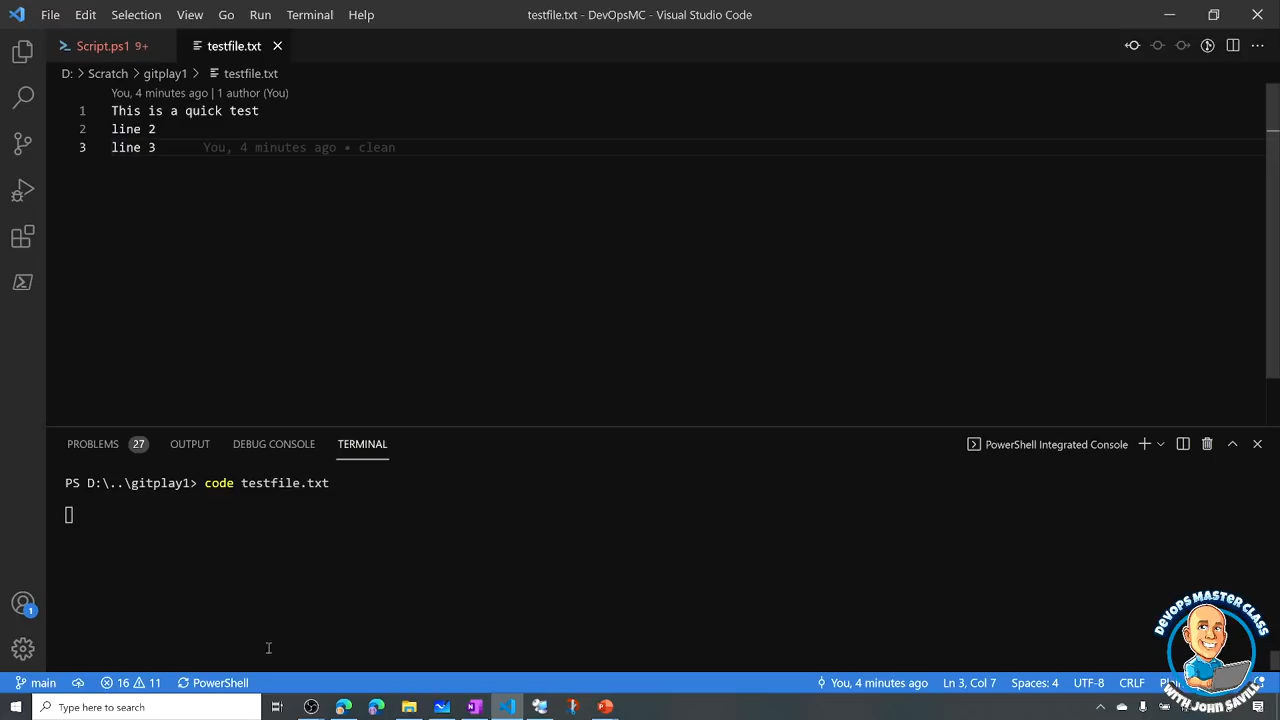 File Edit Selection View Go Run Terminal Help testfile.txt - DevOpsMC - Visual Studio Code
Script.ps1 9+ testfile.txt
D: > Scratch > gitplay1 > testfile.txt
You, 4 minutes ago | 1 author (You)
1 This is a quick test
2 line 2
3 line 3 You, 4 minutes ago • clean
PROBLEMS 27 OUTPUT DEBUG CONSOLE TERMINAL PowerShell Integrated Console
PS D:\..\gitplay1> code testfile.txt
1
DEVOPS MASTER CLASS
WITH JOHN SAVILL
main 16 11 PowerShell You, 4 minutes ago Ln 3, Col 7 Spaces: 4 UTF-8 CRLF
Type here to search